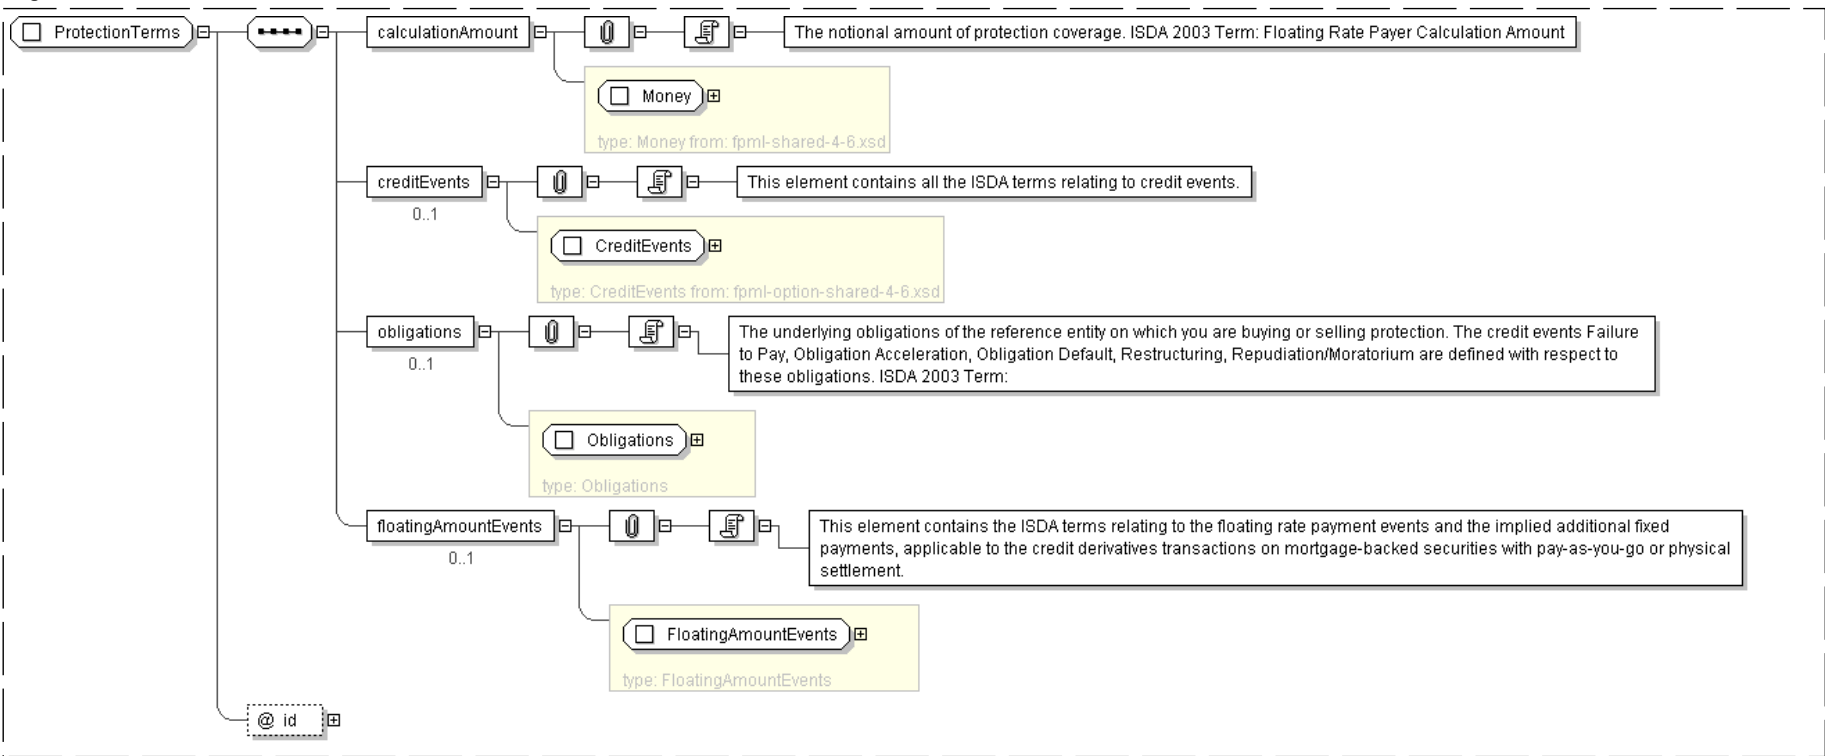 ProtectionTerms
calculationAmount
The notional amount of protection coverage. ISDA 2003 Term: Floating Rate Payer Calculation Amount
Money
type: Money from: fpml-shared-4-6.xsd
creditEvents
This element contains all the ISDA terms relating to credit events.
0..1
CreditEvents
type: CreditEvents from: fpml-option-shared-4-6.xsd
obligations
The underlying obligations of the reference entity on which you are buying or selling protection. The credit events Failure
to Pay, Obligation Acceleration, Obligation Default, Restructuring, Repudiation/Moratorium are defined with respect to
these obligations. ISDA 2003 Term:
0..1
Obligations
type: Obligations
floatingAmountEvents
This element contains the ISDA terms relating to the floating rate payment events and the implied additional fixed
payments, applicable to the credit derivatives transactions on mortgage-backed securities with pay-as-you-go or physical
settlement.
0..1
FloatingAmountEvents
type: FloatingAmountEvents
@ id